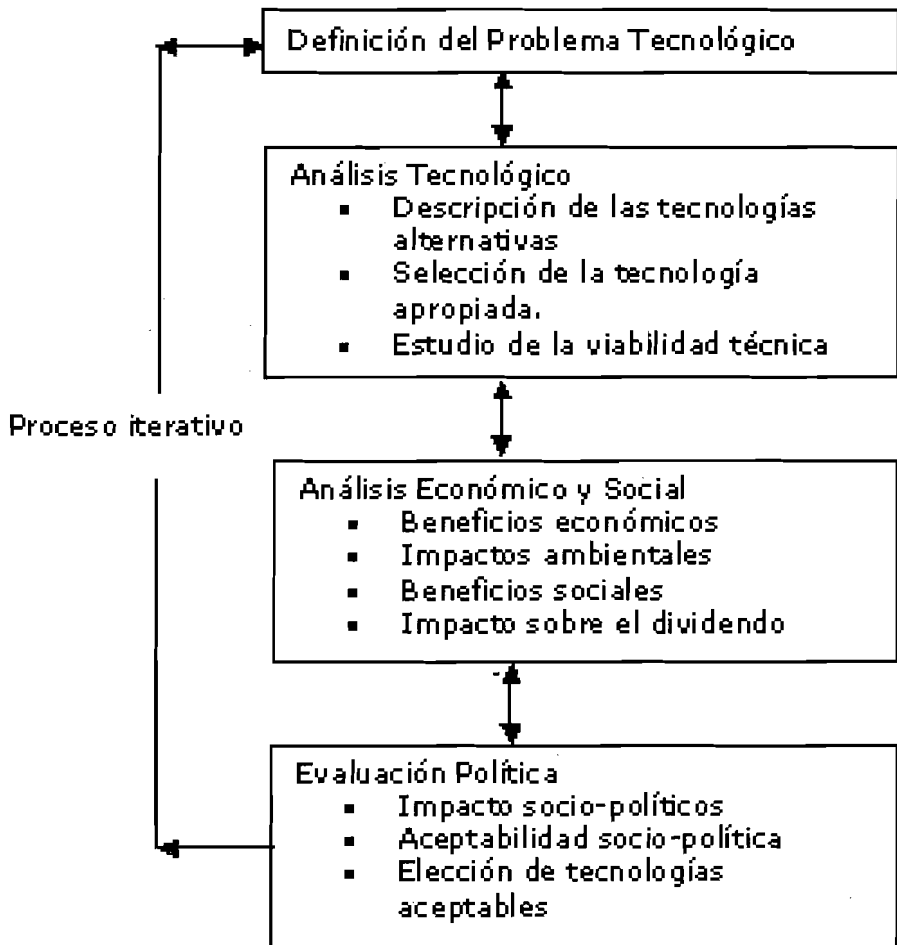 Definición del Problema Tecnológico
Análisis Tecnológico
▪ Descripción de las tecnologías
alternativas
▪ Selección de la tecnología
apropiada.
▪ Estudio de la viabilidad técnica
Proceso iterativo
Análisis Económico y Social
▪ Beneficios económicos
▪ Impactos ambientales
▪ Beneficios sociales
▪ Impacto sobre el dividendo
Evaluación Política
▪ Impacto socio-políticos
▪ Aceptabilidad socio-política
▪ Elección de tecnologías
aceptables